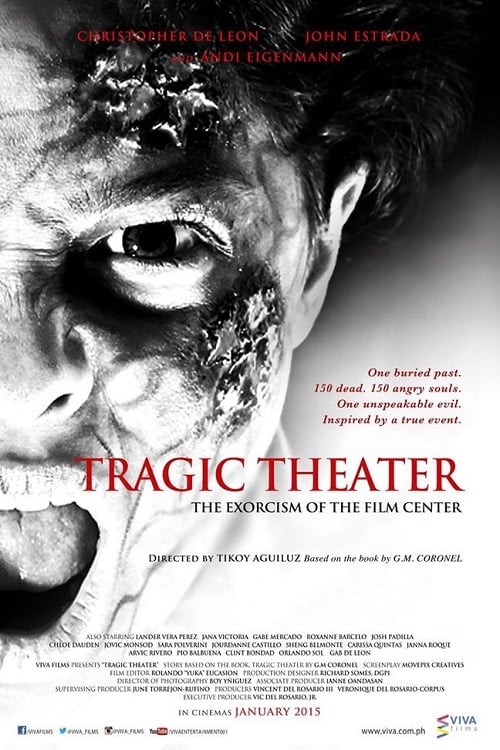 CHRISTOPHER DE LEON JOHN ESTRADA
AND ANDI EIGENMANN
One buried past.
150 dead. 150 angry souls.
One unspeakable evil.
Inspired by a true event.
TRAGIC THEATER
THE EXORCISM OF THE FILM CENTER
DIRECTED BY TIKOY AGUILUZ Based on the book by G.M. CORONEL
ALSO STARRING LANDER VERA PEREZ JANA VICTORIA GABE MERCADO ROXANNE BARCELO JOSH PADILLA
CHLOE DAUDEN JOVIC MONSOD SARA POLVERINI JOURDANNE CASTILLO SHENG BELMONTE CARISSA QUINTAS JANNA ROQUE
ARVIC RIVERO PIO BALBUENA CLINT BONDAD ORLANDO SOL GAB DE LEON
VIVA FILMS PRESENTS "TRAGIC THEATER" STORY BASED ON THE BOOK, TRAGIC THEATER BY G.M CORONEL SCREENPLAY MOVEPIX CREATIVES
FILM EDITOR ROLANDO "YUKA" EUCASION PRODUCTION DESIGNER RICHARD SOMES, DGPI
DIRECTOR OF PHOTOGRAPHY BOY YÑIGUEZ ASSOCIATE PRODUCER IANNE OANDASAN
SUPERVISING PRODUCER JUNE TORREJON-RUFINO PRODUCERS VINCENT DEL ROSARIO III VERONIQUE DEL ROSARIO-CORPUS
EXECUTIVE PRODUCER VIC DEL ROSARIO, JR.
IN CINEMAS JANUARY 2015
f /VIVAFILMS @VIVA_FILMS @VIVA_FILMS YouTube /VIVAENTERTAINMENT001
www.viva.com.ph
VIVA
films